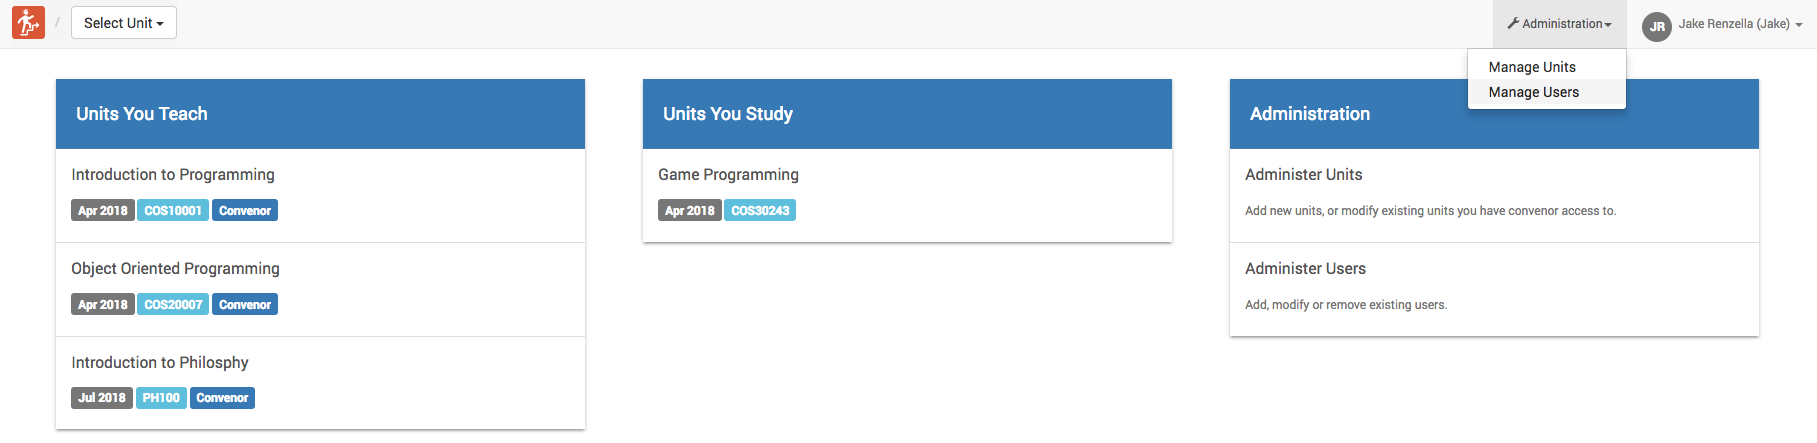 / Select Unit
Administration
JR Jake Renzella (Jake)
Manage Units
Manage Users
Units You Teach
Introduction to Programming
Apr 2018 COS10001 Convenor
Object Oriented Programming
Apr 2018 COS20007 Convenor
Introduction to Philosphy
Jul 2018 PH100 Convenor
Units You Study
Game Programming
Apr 2018 COS30243
Administration
Administer Units
Add new units, or modify existing units you have convenor access to.
Administer Users
Add, modify or remove existing users.